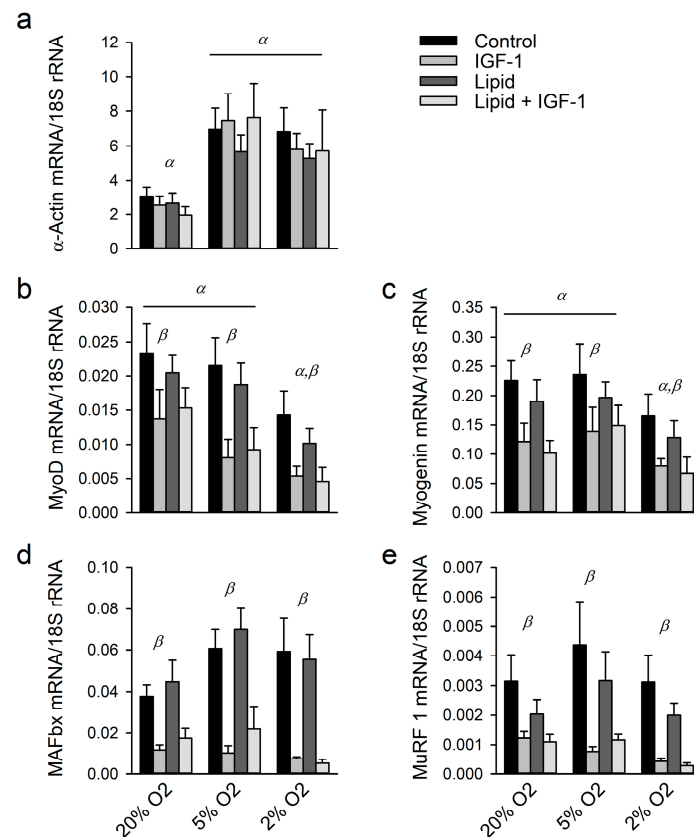 a
α-Actin mRNA/18S rRNA
12
10
8
6
4
2
0
α
α
Control
IGF-1
Lipid
Lipid + IGF-1
b
MyoD mRNA/18S rRNA
0.030
0.025
0.020
0.015
0.010
0.005
0.000
α
β
β
α,β
c
Myogenin mRNA/18S rRNA
0.35
0.30
0.25
0.20
0.15
0.10
0.05
0.00
α
β
β
α,β
d
MAFbx mRNA/18S rRNA
0.10
0.08
0.06
0.04
0.02
0.00
β
β
β
20% O2
5% O2
2% O2
e
MuRF 1 mRNA/18S rRNA
0.007
0.006
0.005
0.004
0.003
0.002
0.001
0.000
β
β
β
20% O2
5% O2
2% O2